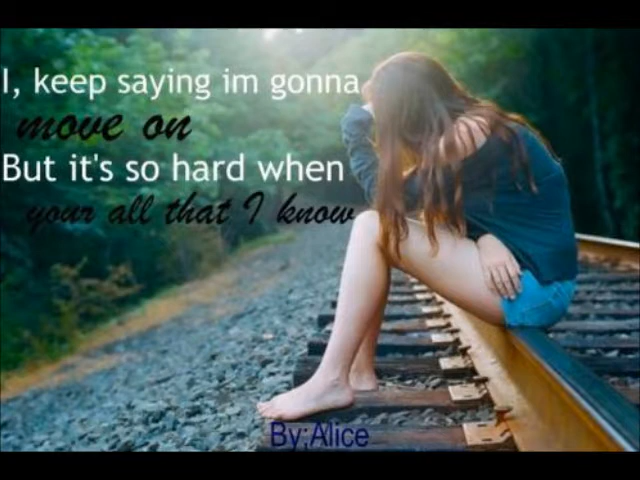 I, keep saying im gonna
move on
But it's so hard when
your all that I know
By;Alice